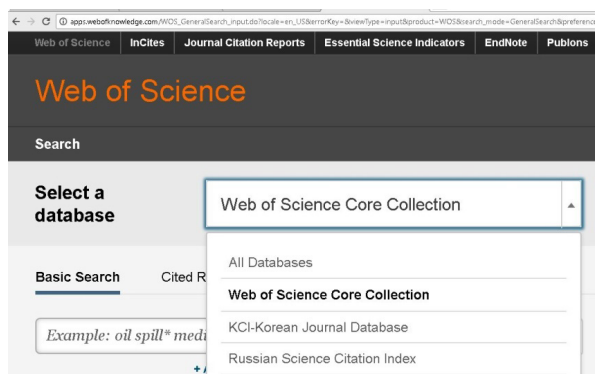 apps.webofknowledge.com/WOS_GeneralSearch_input.do?locale=en_US&errorKey=&viewType=input&product=WOS&search_mode=GeneralSearch&preference
Web of Science InCites Journal Citation Reports Essential Science Indicators EndNote Publons
Web of Science
Search
Select a
database
Web of Science Core Collection
All Databases
Basic Search Cited R
Web of Science Core Collection
KCI-Korean Journal Database
Example: oil spill* medi
Russian Science Citation Index
+ A